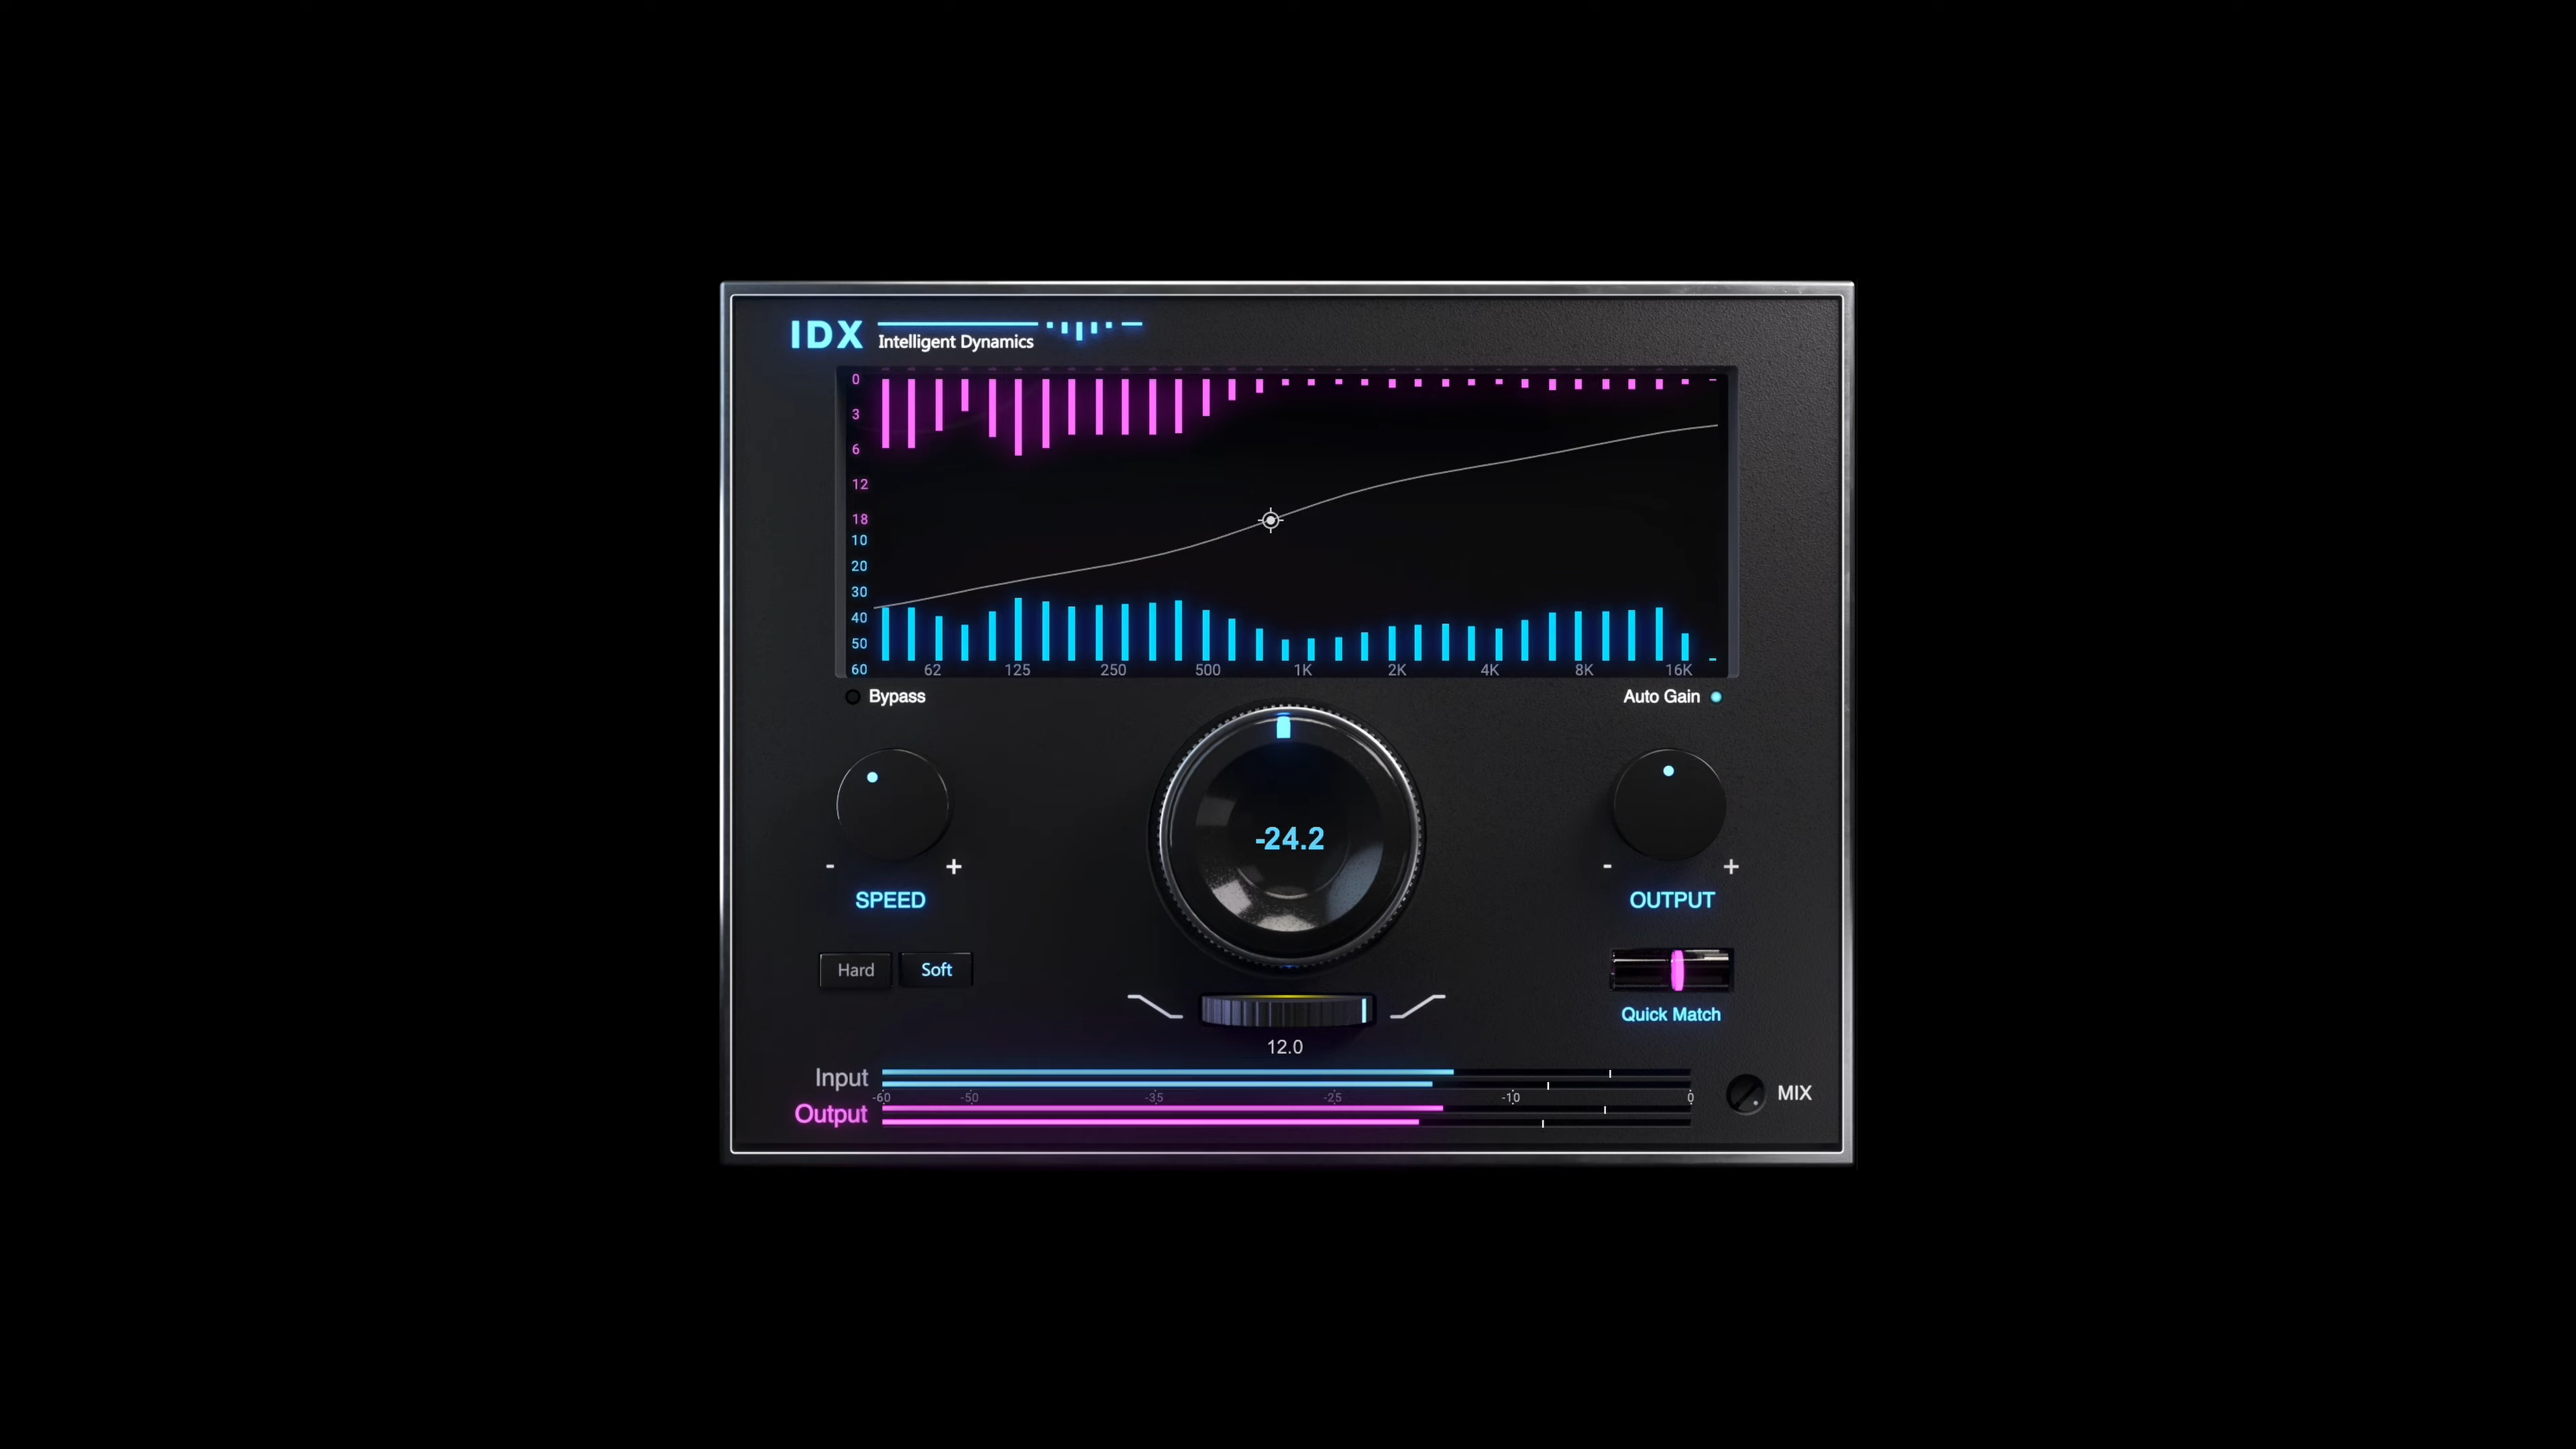 IDX
Intelligent Dynamics
0
3
6
12
18
10
20
30
40
50
60
62 125 250 500 1K 2K 4K 8K 16K
Bypass
Auto Gain
-24.2
- +
- +
SPEED
OUTPUT
Hard
Soft
Quick Match
12.0
Input
-60 -50 -35 -25 -10 0
MIX
Output